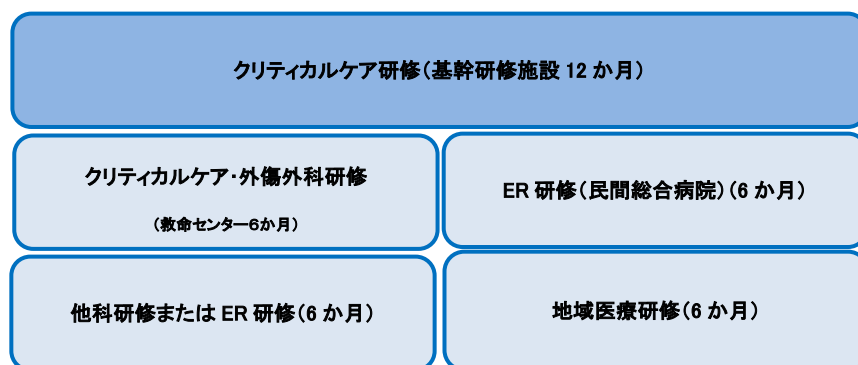 クリティカルケア研修（基幹研修施設 12 か月）
クリティカルケア・外傷外科研修
（救命センター６か月）
ER 研修（民間総合病院）（6 か月）
他科研修または ER 研修（6 か月）
地域医療研修（6 か月）